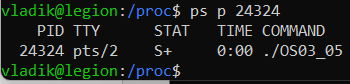 vladik@legion:/proc$ ps p 24324
PID TTY STAT TIME COMMAND
24324 pts/2 S+ 0:00 ./OS03_05
vladik@legion:/proc$